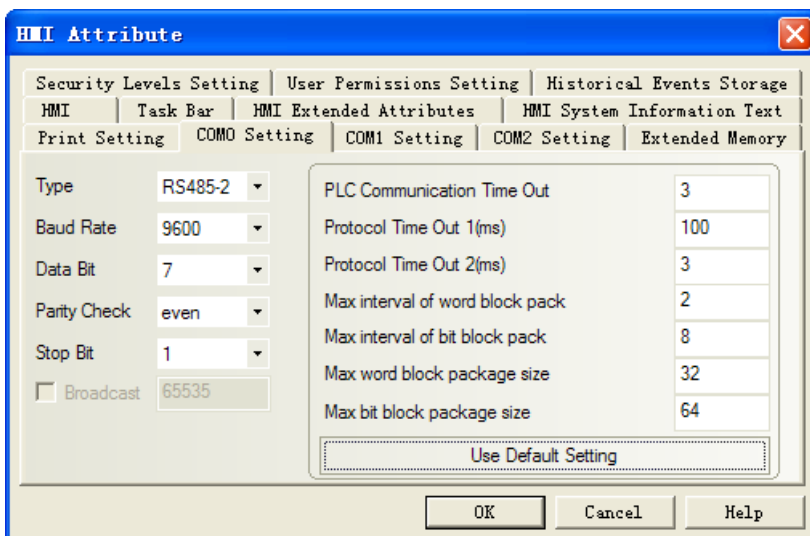 HMI Attribute
Security Levels Setting User Permissions Setting Historical Events Storage
HMI Task Bar HMI Extended Attributes HMI System Information Text
Print Setting COM0 Setting COM1 Setting COM2 Setting Extended Memory
Type RS485-2
Baud Rate 9600
Data Bit 7
Parity Check even
Stop Bit 1
Broadcast 65535
PLC Communication Time Out 3
Protocol Time Out 1(ms) 100
Protocol Time Out 2(ms) 3
Max interval of word block pack 2
Max interval of bit block pack 8
Max word block package size 32
Max bit block package size 64
Use Default Setting
OK Cancel Help